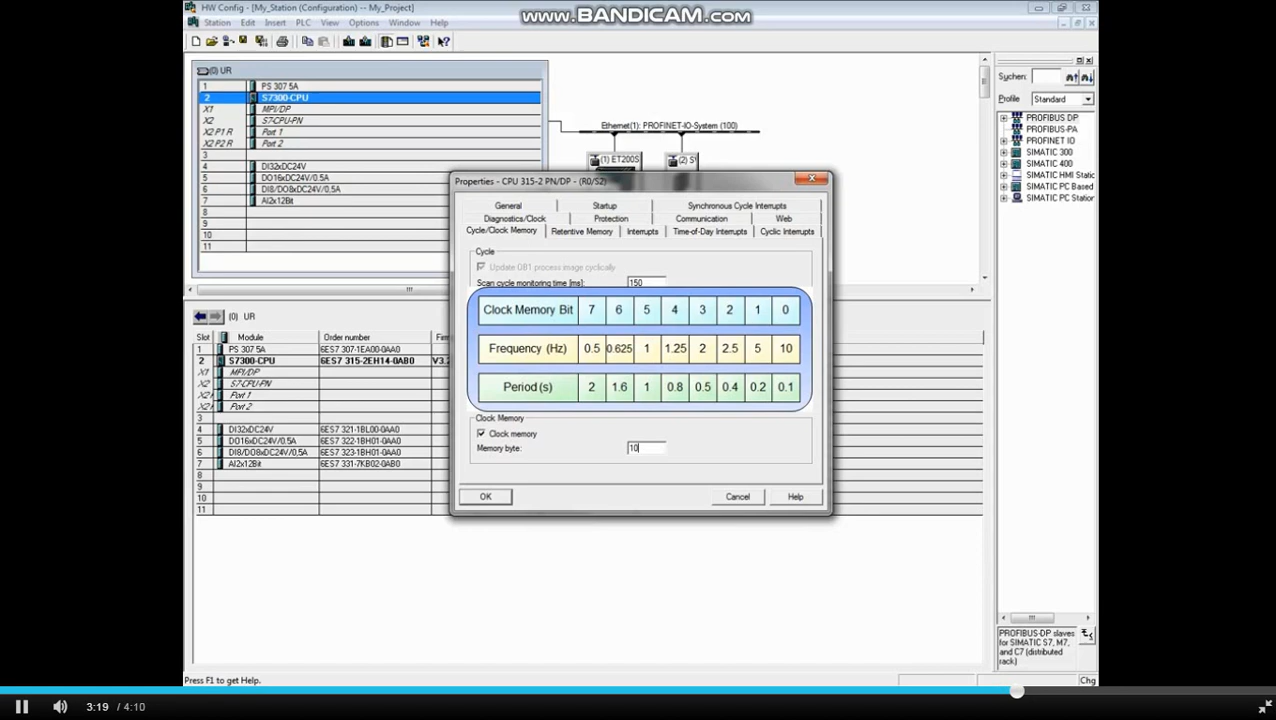 HW Config - [My_Station (Configuration) -- My_Project]
www.BANDICAM.com
Station Edit Insert PLC View Options Window Help
(0) UR
1 PS 307 5A
2 S7300-CPU
X1 MPI/DP
X2 S7-CPU-PN
X2 P1 R Port 1
X2 P2 R Port 2
3
4 DI32xDC24V
5 DO16xDC24V/0.5A
6 DI8/DO8xDC24V/0,5A
7 AI2x12Bit
8
9
10
11
Ethernet(1): PROFINET-IO-System (100)
(1) ET200S
(2) S
Suchen:
Profile Standard
PROFIBUS DP
PROFIBUS-PA
PROFINET IO
SIMATIC 300
SIMATIC 400
SIMATIC HMI Static
SIMATIC PC Based
SIMATIC PC Station
Properties - CPU 315-2 PN/DP - (R0/S2)
General Startup Synchronous Cycle Interrupts
Diagnostics/Clock Protection Communication Web
Cycle/Clock Memory Retentive Memory Interrupts Time-of-Day Interrupts Cyclic Interrupts
Cycle
Update OB1 process image cyclically
Scan cycle monitoring time [ms]: 150
Clock Memory Bit 7 6 5 4 3 2 1 0
Frequency (Hz) 0.5 0.625 1 1.25 2 2.5 5 10
Period (s) 2 1.6 1 0.8 0.5 0.4 0.2 0.1
Clock Memory
Clock memory
Memory byte: 10
OK Cancel Help
(0) UR
Slot Module Order number Firm
1 PS 307 5A 6ES7 307-1EA00-0AA0
2 S7300-CPU 6ES7 315-2EH14-0AB0 V3.
X1 MPI/DP
X2 S7-CPU-PN
X2 Port 1
X2 Port 2
3
4 DI32xDC24V 6ES7 321-1BL00-0AA0
5 DO16xDC24V/0.5A 6ES7 322-1BH01-0AA0
6 DI8/DO8xDC24V/0,5A 6ES7 323-1BH01-0AA0
7 AI2x12Bit 6ES7 331-7KB02-0AB0
8
9
10
11
PROFIBUS-DP slaves
for SIMATIC S7, M7,
and C7 (distributed
rack)
Press F1 to get Help.
Chg
3:19 / 4:10